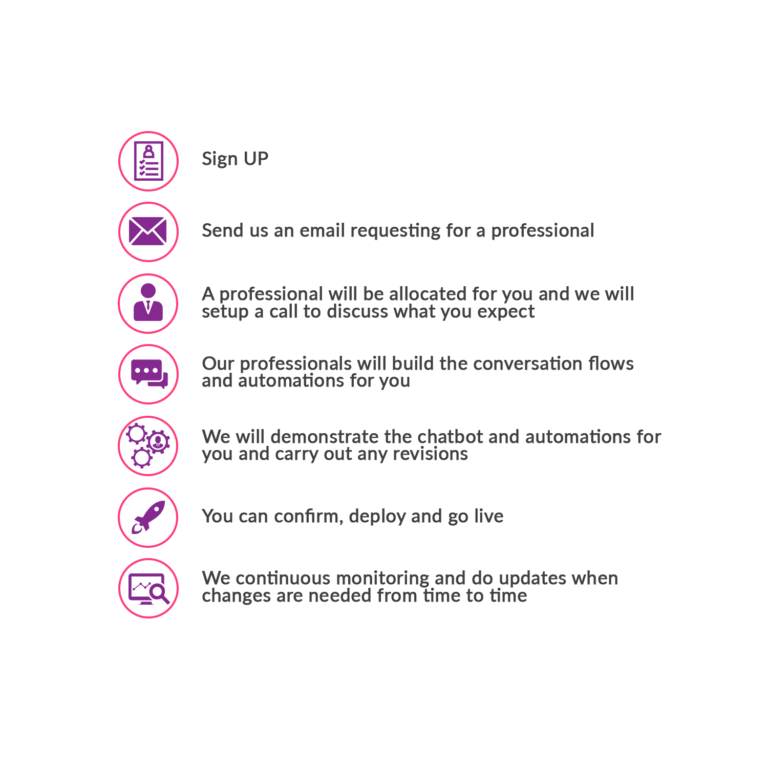 Sign UP
Send us an email requesting for a professional
A professional will be allocated for you and we will
setup a call to discuss what you expect
Our professionals will build the conversation flows
and automations for you
We will demonstrate the chatbot and automations for
you and carry out any revisions
You can confirm, deploy and go live
We continuous monitoring and do updates when
changes are needed from time to time